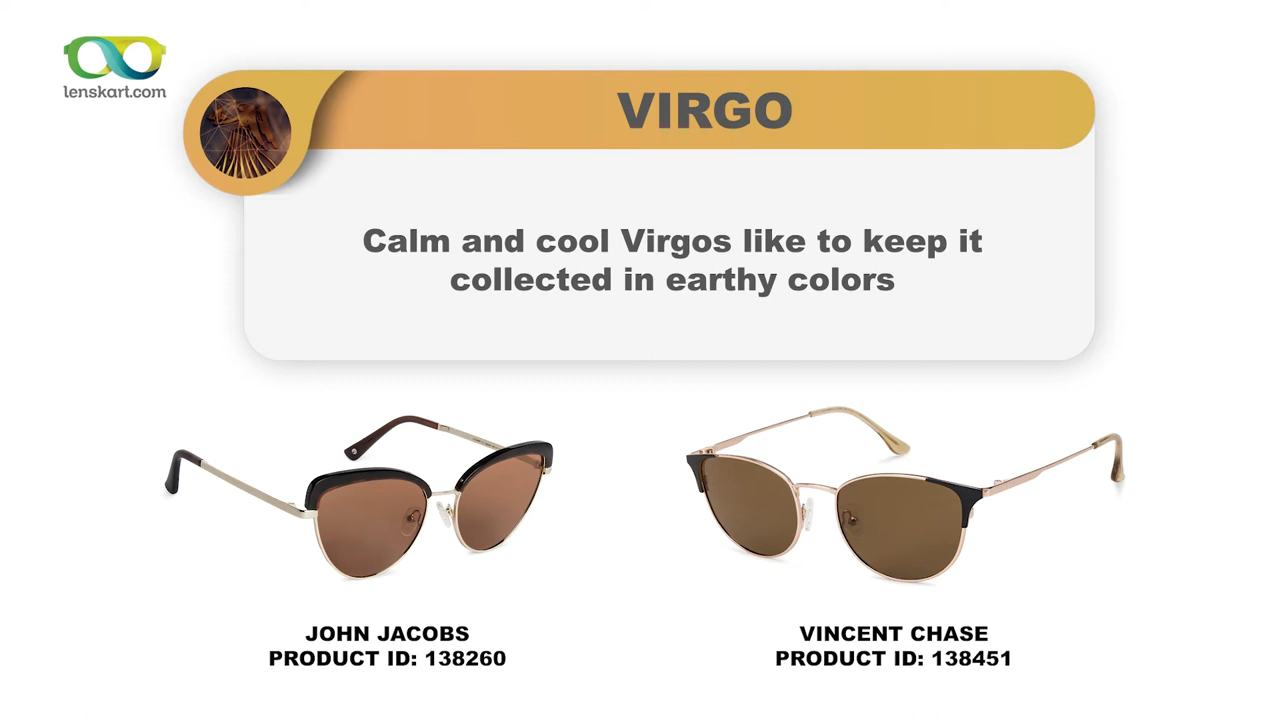 lenskart.com
VIRGO
Calm and cool Virgos like to keep it
collected in earthy colors
JOHN JACOBS
PRODUCT ID: 138260
VINCENT CHASE
PRODUCT ID: 138451